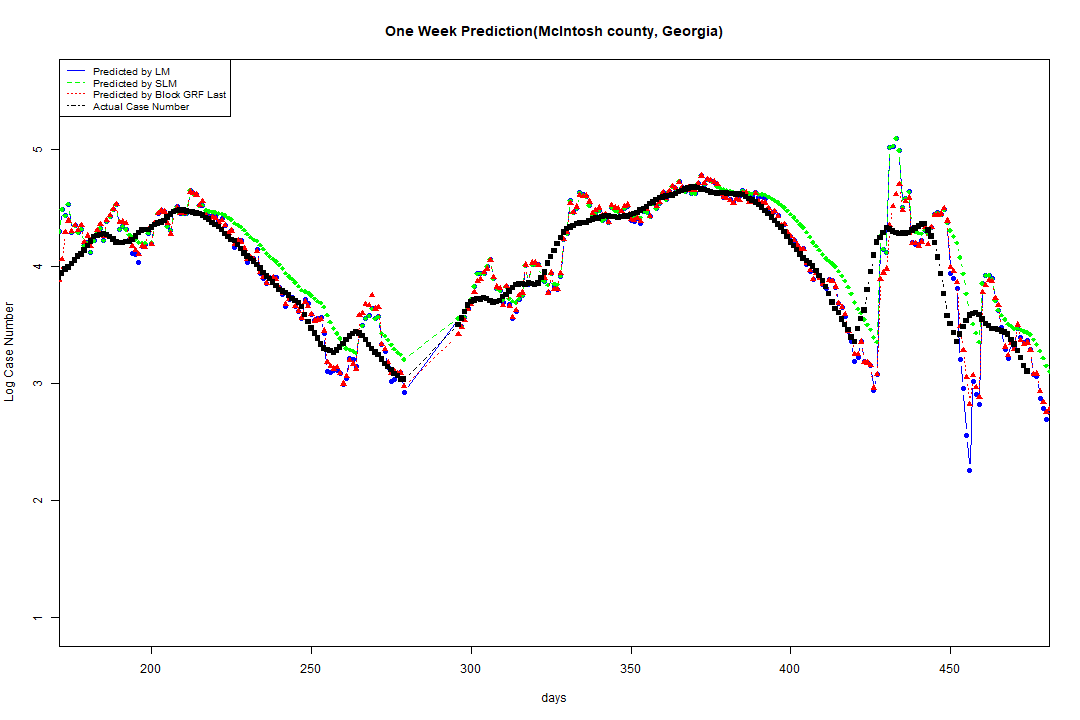 One Week Prediction(McIntosh county, Georgia)
Predicted by LM
Predicted by SLM
Predicted by Block GRF Last
Actual Case Number
Log Case Number
5
4
3
2
1
200 250 300 350 400 450
days